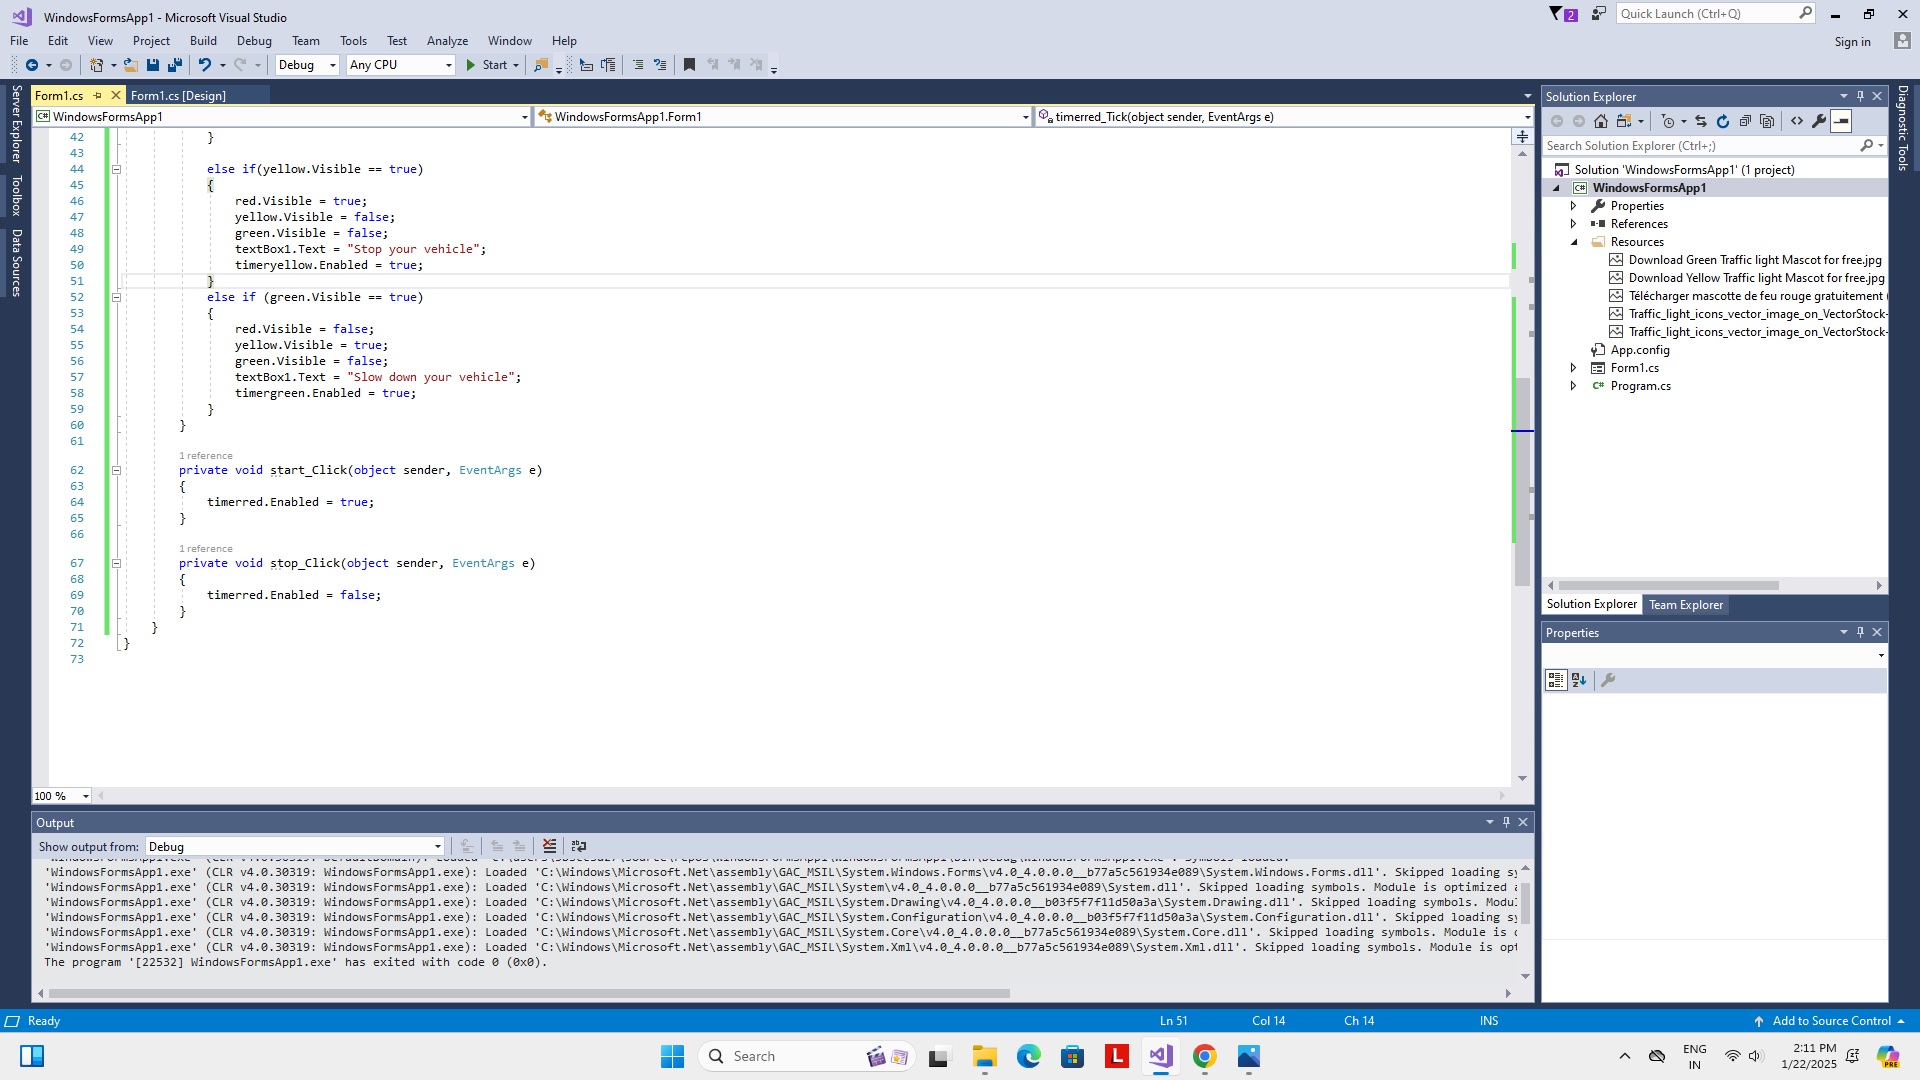 WindowsFormsApp1 - Microsoft Visual Studio
2
Quick Launch (Ctrl+Q)
File Edit View Project Build Debug Team Tools Test Analyze Window Help
Sign in
Debug Any CPU Start
Server Explorer
Toolbox
Data Sources
Form1.cs Form1.cs [Design]
WindowsFormsApp1 WindowsFormsApp1.Form1 timerred_Tick(object sender, EventArgs e)
42 }
43
44 else if(yellow.Visible == true)
45 {
46 red.Visible = true;
47 yellow.Visible = false;
48 green.Visible = false;
49 textBox1.Text = "Stop your vehicle";
50 timeryellow.Enabled = true;
51 }
52 else if (green.Visible == true)
53 {
54 red.Visible = false;
55 yellow.Visible = true;
56 green.Visible = false;
57 textBox1.Text = "Slow down your vehicle";
58 timergreen.Enabled = true;
59 }
60 }
61
1 reference
62 private void start_Click(object sender, EventArgs e)
63 {
64 timerred.Enabled = true;
65 }
66
1 reference
67 private void stop_Click(object sender, EventArgs e)
68 {
69 timerred.Enabled = false;
70 }
71 }
72 }
73
100 %
Output
Show output from: Debug
'WindowsFormsApp1.exe' (CLR v4.0.30319: WindowsFormsApp1.exe): Loaded 'C:\Windows\Microsoft.Net\assembly\GAC_MSIL\System.Windows.Forms\v4.0_4.0.0.0__b77a5c561934e089\System.Windows.Forms.dll'. Skipped loading sy
'WindowsFormsApp1.exe' (CLR v4.0.30319: WindowsFormsApp1.exe): Loaded 'C:\Windows\Microsoft.Net\assembly\GAC_MSIL\System\v4.0_4.0.0.0__b77a5c561934e089\System.dll'. Skipped loading symbols. Module is optimized a
'WindowsFormsApp1.exe' (CLR v4.0.30319: WindowsFormsApp1.exe): Loaded 'C:\Windows\Microsoft.Net\assembly\GAC_MSIL\System.Drawing\v4.0_4.0.0.0__b03f5f7f11d50a3a\System.Drawing.dll'. Skipped loading symbols. Modul
'WindowsFormsApp1.exe' (CLR v4.0.30319: WindowsFormsApp1.exe): Loaded 'C:\Windows\Microsoft.Net\assembly\GAC_MSIL\System.Configuration\v4.0_4.0.0.0__b03f5f7f11d50a3a\System.Configuration.dll'. Skipped loading sy
'WindowsFormsApp1.exe' (CLR v4.0.30319: WindowsFormsApp1.exe): Loaded 'C:\Windows\Microsoft.Net\assembly\GAC_MSIL\System.Core\v4.0_4.0.0.0__b77a5c561934e089\System.Core.dll'. Skipped loading symbols. Module is o
'WindowsFormsApp1.exe' (CLR v4.0.30319: WindowsFormsApp1.exe): Loaded 'C:\Windows\Microsoft.Net\assembly\GAC_MSIL\System.Xml\v4.0_4.0.0.0__b77a5c561934e089\System.Xml.dll'. Skipped loading symbols. Module is opt
The program '[22532] WindowsFormsApp1.exe' has exited with code 0 (0x0).
Solution Explorer
Search Solution Explorer (Ctrl+;)
Solution 'WindowsFormsApp1' (1 project)
C# WindowsFormsApp1
Properties
References
Resources
Download Green Traffic light Mascot for free.jpg
Download Yellow Traffic light Mascot for free.jpg
Télécharger mascotte de feu rouge gratuitement (
Traffic_light_icons_vector_image_on_VectorStock-
Traffic_light_icons_vector_image_on_VectorStock-
App.config
Form1.cs
C# Program.cs
Solution Explorer Team Explorer
Properties
Diagnostic Tools
Ready Ln 51 Col 14 Ch 14 INS Add to Source Control
Search
L
ENG
IN
2:11 PM
1/22/2025
PRE